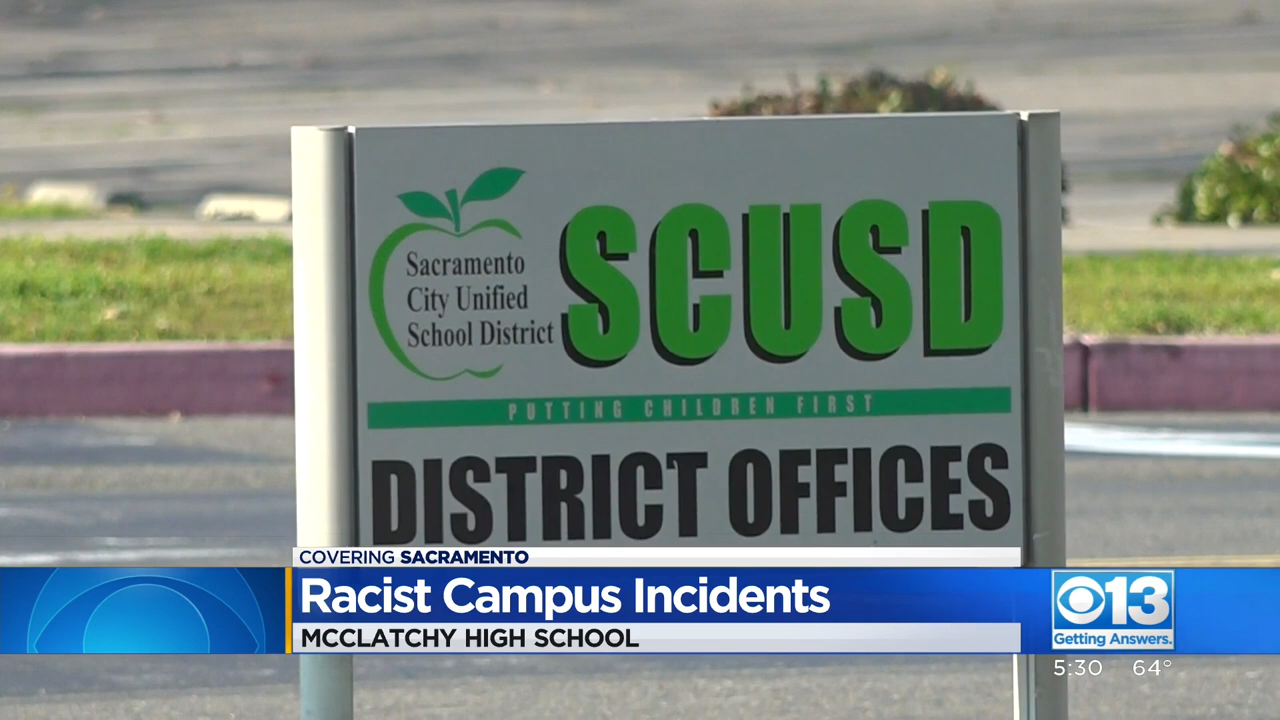 Sacramento
City Unified
School District
SCUSD
PUTTING CHILDREN FIRST
DISTRICT OFFICES
COVERING SACRAMENTO
Racist Campus Incidents
MCCLATCHY HIGH SCHOOL
13
Getting Answers.
5:30 64°